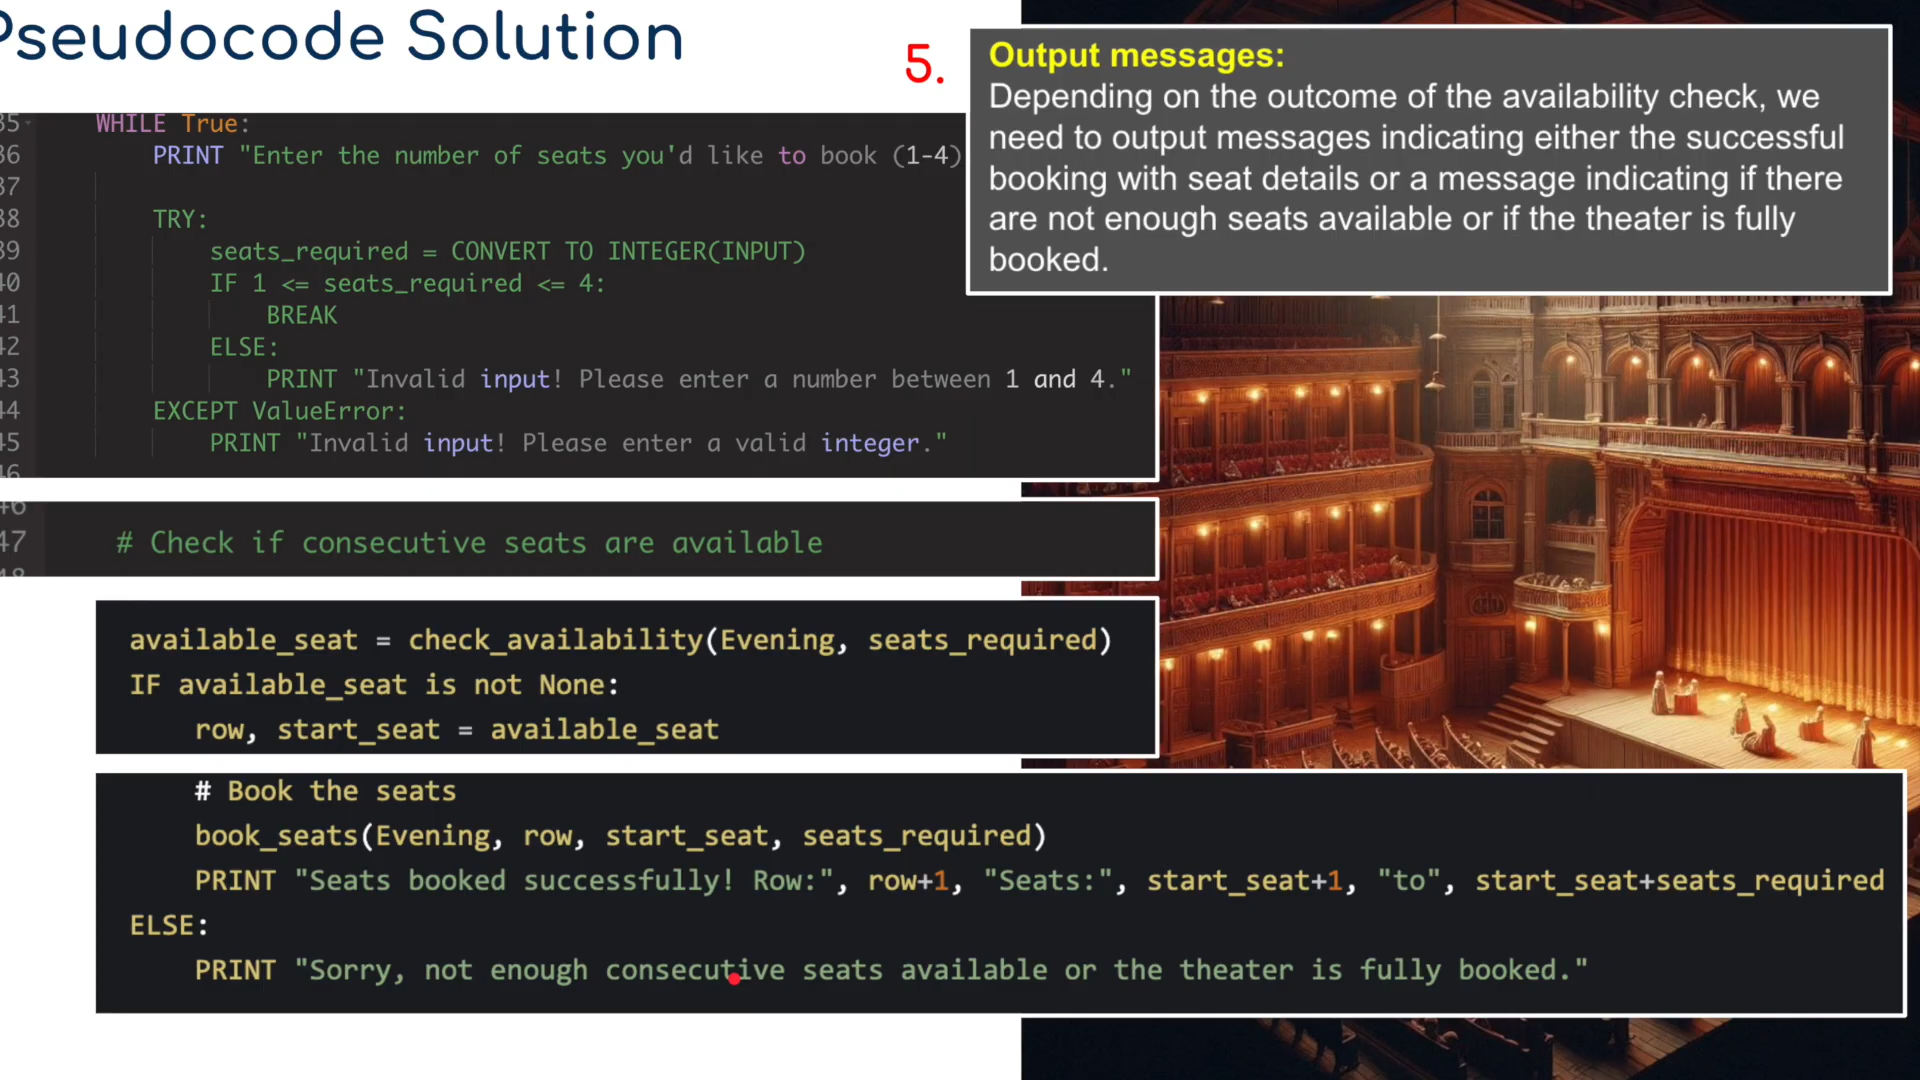 Pseudocode Solution
5.
Output messages:
Depending on the outcome of the availability check, we
need to output messages indicating either the successful
booking with seat details or a message indicating if there
are not enough seats available or if the theater is fully
booked.
35 WHILE True:
36 PRINT "Enter the number of seats you'd like to book (1-4)
37
38 TRY:
39 seats_required = CONVERT TO INTEGER(INPUT)
40 IF 1 <= seats_required <= 4:
41 BREAK
42 ELSE:
43 PRINT "Invalid input! Please enter a number between 1 and 4."
44 EXCEPT ValueError:
45 PRINT "Invalid input! Please enter a valid integer."
46
46
47 # Check if consecutive seats are available
48
available_seat = check_availability(Evening, seats_required)
IF available_seat is not None:
row, start_seat = available_seat
# Book the seats
book_seats(Evening, row, start_seat, seats_required)
PRINT "Seats booked successfully! Row:", row+1, "Seats:", start_seat+1, "to", start_seat+seats_required
ELSE:
PRINT "Sorry, not enough consecutive seats available or the theater is fully booked."